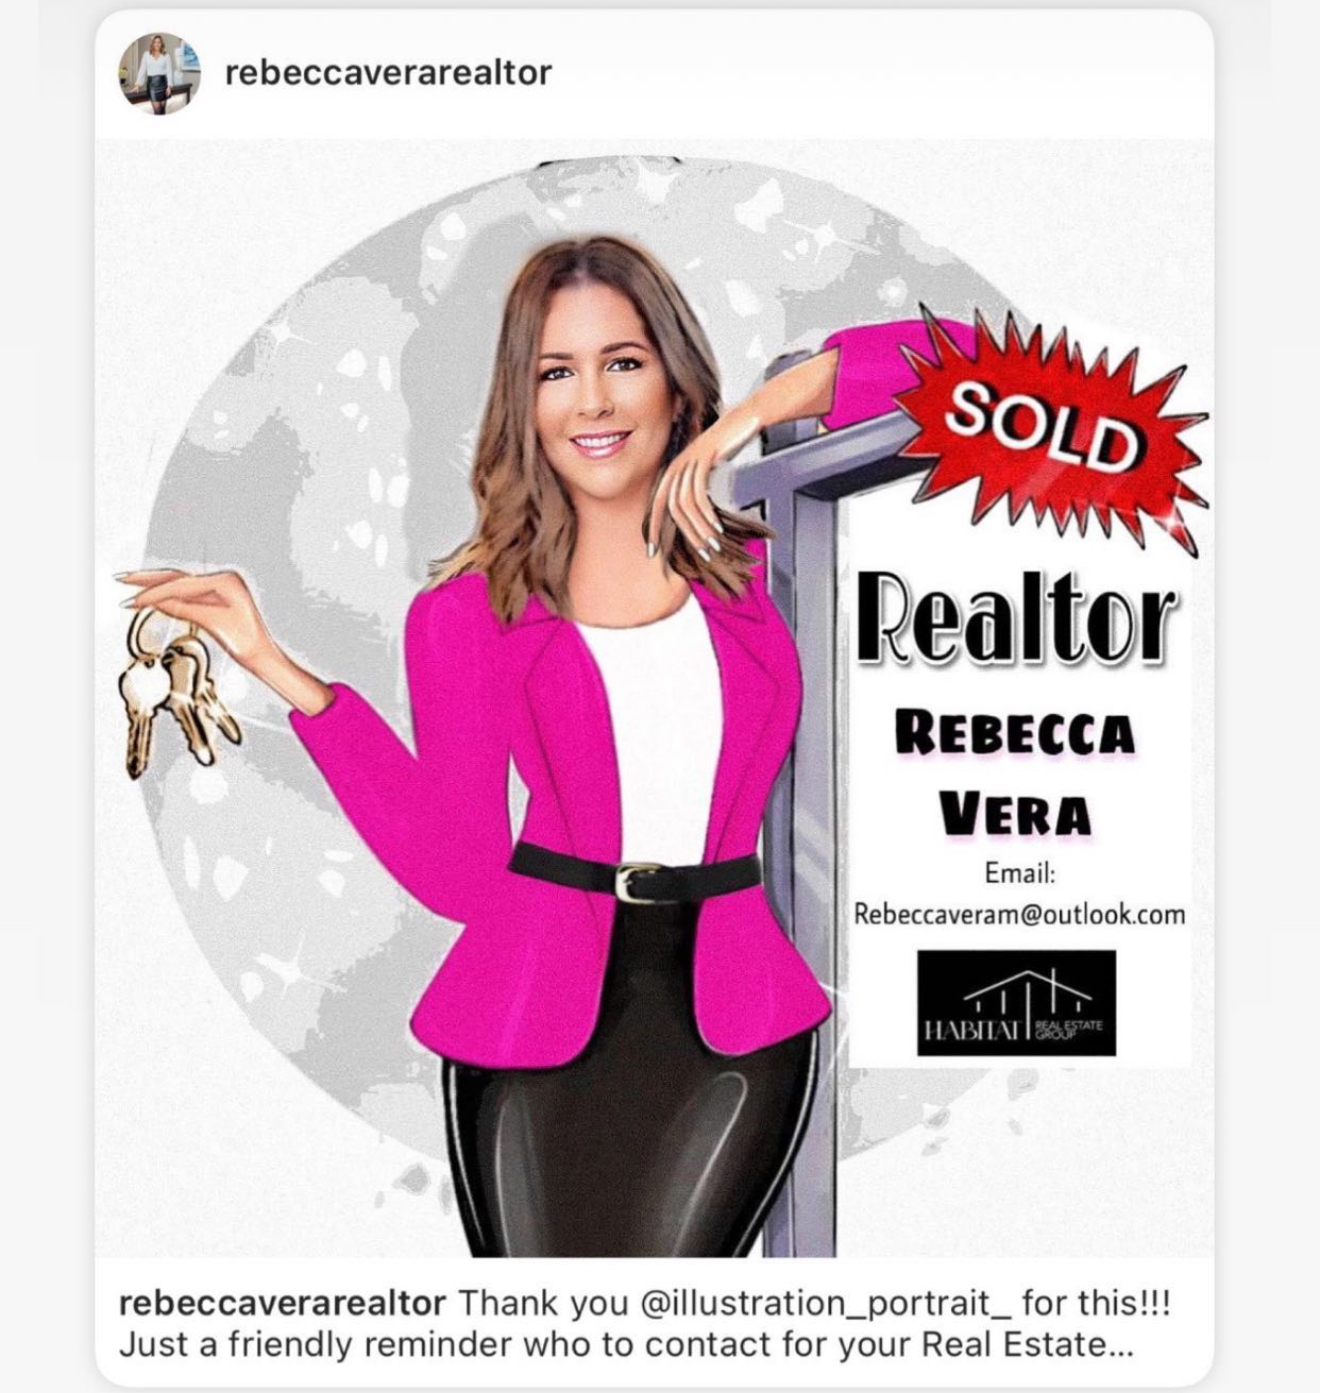 rebeccaverarealtor
SOLD
Realtor
REBECCA
VERA
Email:
Rebeccaveram@outlook.com
HABITAT REAL ESTATE
GROUP
rebeccaverarealtor Thank you @illustration_portrait_ for this!!!
Just a friendly reminder who to contact for your Real Estate...